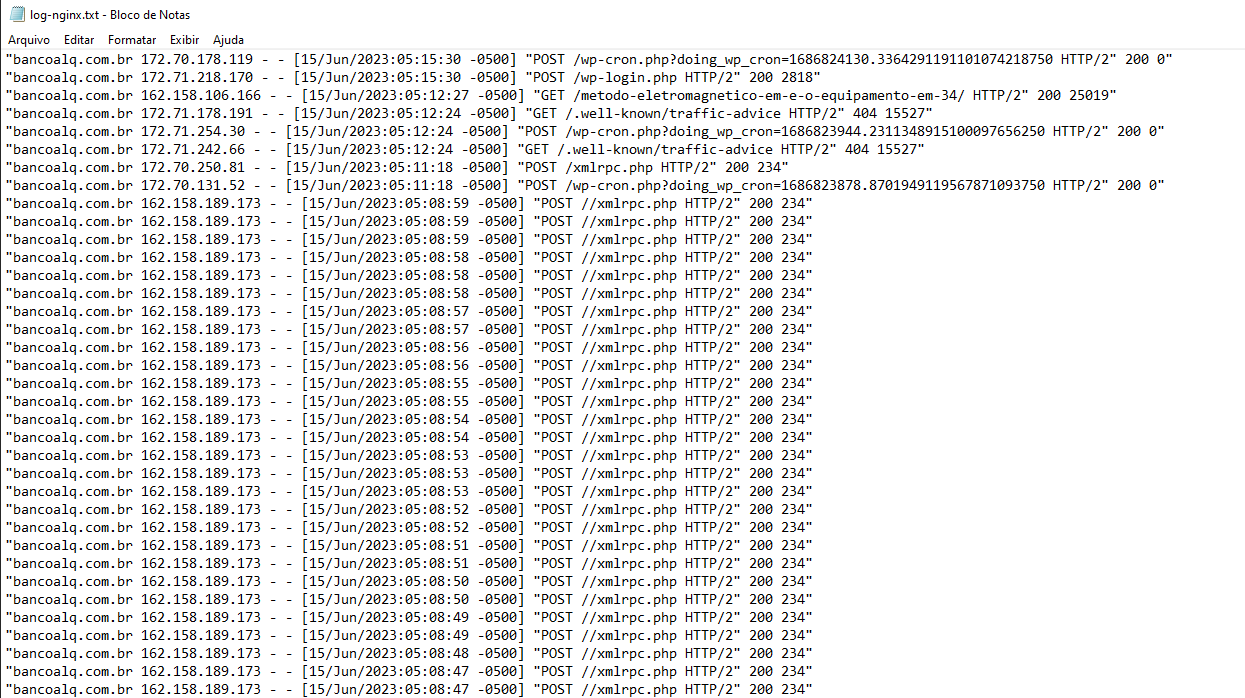 log-nginx.txt - Bloco de Notas
Arquivo Editar Formatar Exibir Ajuda
"bancoalq.com.br 172.70.178.119 - - [15/Jun/2023:05:15:30 -0500] "POST /wp-cron.php?doing_wp_cron=1686824130.3364291191101074218750 HTTP/2" 200 0"
"bancoalq.com.br 172.71.218.170 - - [15/Jun/2023:05:15:30 -0500] "POST /wp-login.php HTTP/2" 200 2818"
"bancoalq.com.br 162.158.106.166 - - [15/Jun/2023:05:12:27 -0500] "GET /metodo-eletromagnetico-em-e-o-equipamento-em-34/ HTTP/2" 200 25019"
"bancoalq.com.br 172.71.178.191 - - [15/Jun/2023:05:12:24 -0500] "GET /.well-known/traffic-advice HTTP/2" 404 15527"
"bancoalq.com.br 172.71.254.30 - - [15/Jun/2023:05:12:24 -0500] "POST /wp-cron.php?doing_wp_cron=1686823944.2311348915100097656250 HTTP/2" 200 0"
"bancoalq.com.br 172.71.242.66 - - [15/Jun/2023:05:12:24 -0500] "GET /.well-known/traffic-advice HTTP/2" 404 15527"
"bancoalq.com.br 172.70.250.81 - - [15/Jun/2023:05:11:18 -0500] "POST /xmlrpc.php HTTP/2" 200 234"
"bancoalq.com.br 172.70.131.52 - - [15/Jun/2023:05:11:18 -0500] "POST /wp-cron.php?doing_wp_cron=1686823878.8701949119567871093750 HTTP/2" 200 0"
"bancoalq.com.br 162.158.189.173 - - [15/Jun/2023:05:08:59 -0500] "POST //xmlrpc.php HTTP/2" 200 234"
"bancoalq.com.br 162.158.189.173 - - [15/Jun/2023:05:08:59 -0500] "POST //xmlrpc.php HTTP/2" 200 234"
"bancoalq.com.br 162.158.189.173 - - [15/Jun/2023:05:08:59 -0500] "POST //xmlrpc.php HTTP/2" 200 234"
"bancoalq.com.br 162.158.189.173 - - [15/Jun/2023:05:08:58 -0500] "POST //xmlrpc.php HTTP/2" 200 234"
"bancoalq.com.br 162.158.189.173 - - [15/Jun/2023:05:08:58 -0500] "POST //xmlrpc.php HTTP/2" 200 234"
"bancoalq.com.br 162.158.189.173 - - [15/Jun/2023:05:08:58 -0500] "POST //xmlrpc.php HTTP/2" 200 234"
"bancoalq.com.br 162.158.189.173 - - [15/Jun/2023:05:08:57 -0500] "POST //xmlrpc.php HTTP/2" 200 234"
"bancoalq.com.br 162.158.189.173 - - [15/Jun/2023:05:08:57 -0500] "POST //xmlrpc.php HTTP/2" 200 234"
"bancoalq.com.br 162.158.189.173 - - [15/Jun/2023:05:08:56 -0500] "POST //xmlrpc.php HTTP/2" 200 234"
"bancoalq.com.br 162.158.189.173 - - [15/Jun/2023:05:08:56 -0500] "POST //xmlrpc.php HTTP/2" 200 234"
"bancoalq.com.br 162.158.189.173 - - [15/Jun/2023:05:08:55 -0500] "POST //xmlrpc.php HTTP/2" 200 234"
"bancoalq.com.br 162.158.189.173 - - [15/Jun/2023:05:08:55 -0500] "POST //xmlrpc.php HTTP/2" 200 234"
"bancoalq.com.br 162.158.189.173 - - [15/Jun/2023:05:08:54 -0500] "POST //xmlrpc.php HTTP/2" 200 234"
"bancoalq.com.br 162.158.189.173 - - [15/Jun/2023:05:08:54 -0500] "POST //xmlrpc.php HTTP/2" 200 234"
"bancoalq.com.br 162.158.189.173 - - [15/Jun/2023:05:08:53 -0500] "POST //xmlrpc.php HTTP/2" 200 234"
"bancoalq.com.br 162.158.189.173 - - [15/Jun/2023:05:08:53 -0500] "POST //xmlrpc.php HTTP/2" 200 234"
"bancoalq.com.br 162.158.189.173 - - [15/Jun/2023:05:08:53 -0500] "POST //xmlrpc.php HTTP/2" 200 234"
"bancoalq.com.br 162.158.189.173 - - [15/Jun/2023:05:08:52 -0500] "POST //xmlrpc.php HTTP/2" 200 234"
"bancoalq.com.br 162.158.189.173 - - [15/Jun/2023:05:08:52 -0500] "POST //xmlrpc.php HTTP/2" 200 234"
"bancoalq.com.br 162.158.189.173 - - [15/Jun/2023:05:08:51 -0500] "POST //xmlrpc.php HTTP/2" 200 234"
"bancoalq.com.br 162.158.189.173 - - [15/Jun/2023:05:08:51 -0500] "POST //xmlrpc.php HTTP/2" 200 234"
"bancoalq.com.br 162.158.189.173 - - [15/Jun/2023:05:08:50 -0500] "POST //xmlrpc.php HTTP/2" 200 234"
"bancoalq.com.br 162.158.189.173 - - [15/Jun/2023:05:08:50 -0500] "POST //xmlrpc.php HTTP/2" 200 234"
"bancoalq.com.br 162.158.189.173 - - [15/Jun/2023:05:08:49 -0500] "POST //xmlrpc.php HTTP/2" 200 234"
"bancoalq.com.br 162.158.189.173 - - [15/Jun/2023:05:08:49 -0500] "POST //xmlrpc.php HTTP/2" 200 234"
"bancoalq.com.br 162.158.189.173 - - [15/Jun/2023:05:08:48 -0500] "POST //xmlrpc.php HTTP/2" 200 234"
"bancoalq.com.br 162.158.189.173 - - [15/Jun/2023:05:08:47 -0500] "POST //xmlrpc.php HTTP/2" 200 234"
"bancoalq.com.br 162.158.189.173 - - [15/Jun/2023:05:08:47 -0500] "POST //xmlrpc.php HTTP/2" 200 234"